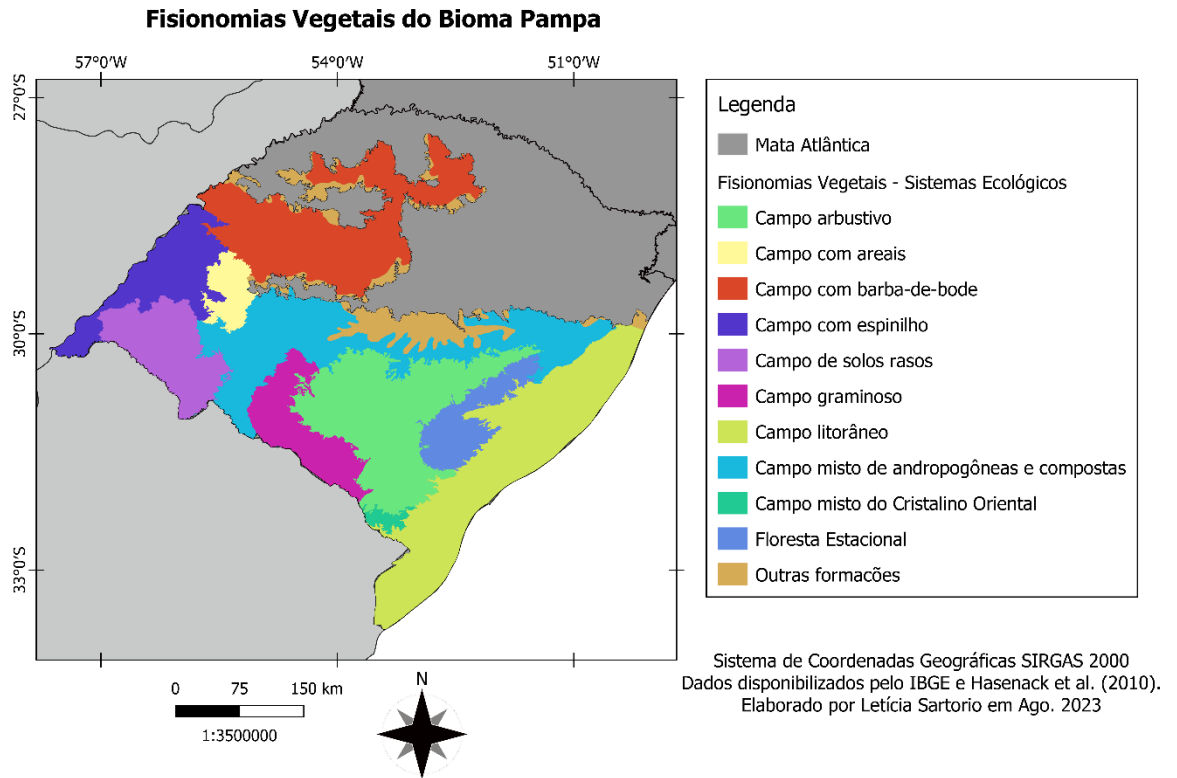 Fisionomias Vegetais do Bioma Pampa
57°0'W 54°0'W 51°0'W
27°0'S
30°0'S
33°0'S
Legenda
Mata Atlântica
Fisionomias Vegetais - Sistemas Ecológicos
Campo arbustivo
Campo com areais
Campo com barba-de-bode
Campo com espinilho
Campo de solos rasos
Campo graminoso
Campo litorâneo
Campo misto de andropogôneas e compostas
Campo misto do Cristalino Oriental
Floresta Estacional
Outras formacões
0 75 150 km
1:3500000
N
Sistema de Coordenadas Geográficas SIRGAS 2000
Dados disponibilizados pelo IBGE e Hasenack et al. (2010).
Elaborado por Letícia Sartorio em Ago. 2023